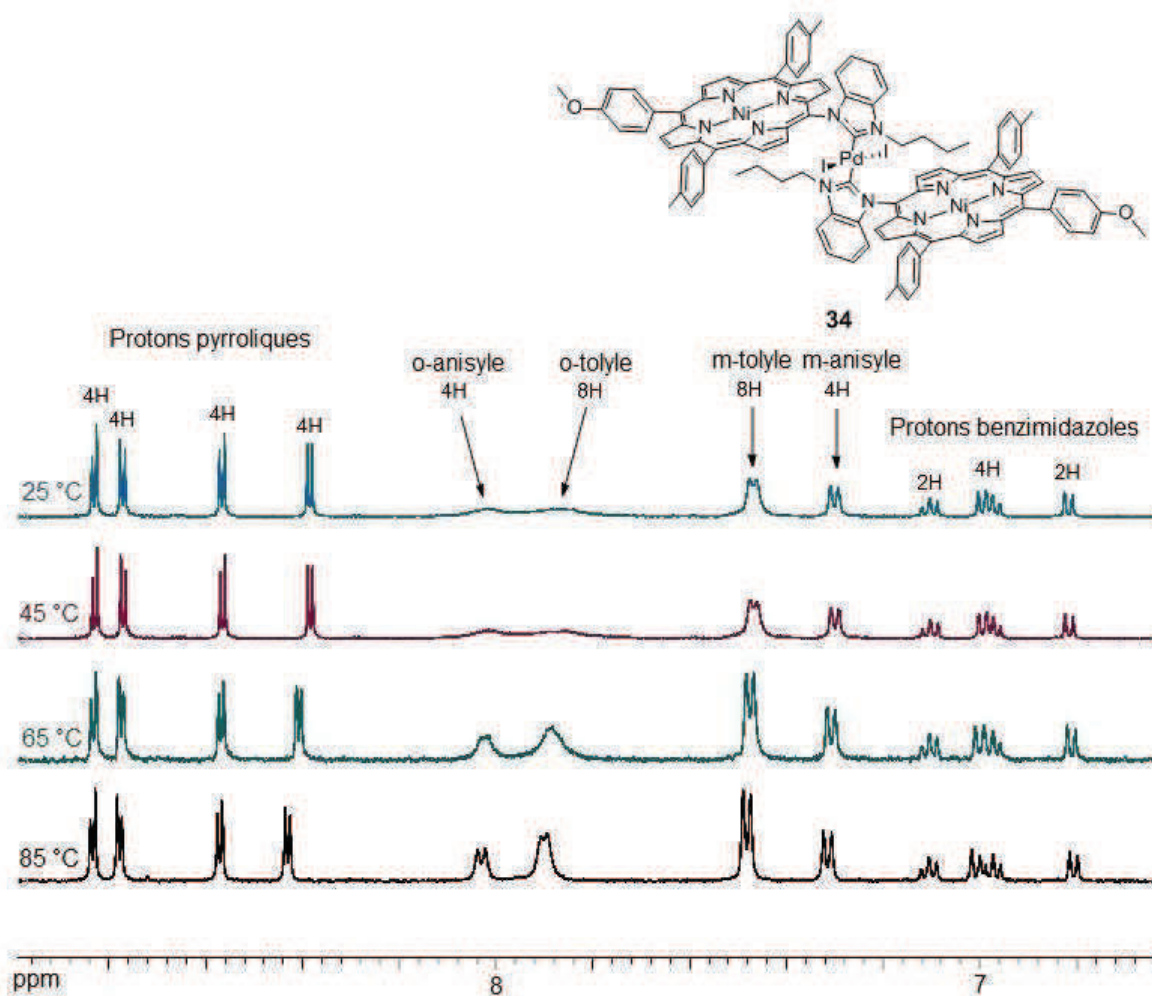 O
Ni
N
N
N
N
N
N
I
Pd
I
N
N
N
N
N
N
Ni
O
34
Protons pyrroliques
o-anisyle
4H
o-tolyle
8H
m-tolyle
8H
m-anisyle
4H
Protons benzimidazoles
4H
4H
4H
4H
2H
4H
2H
25 °C
45 °C
65 °C
85 °C
ppm
8
7